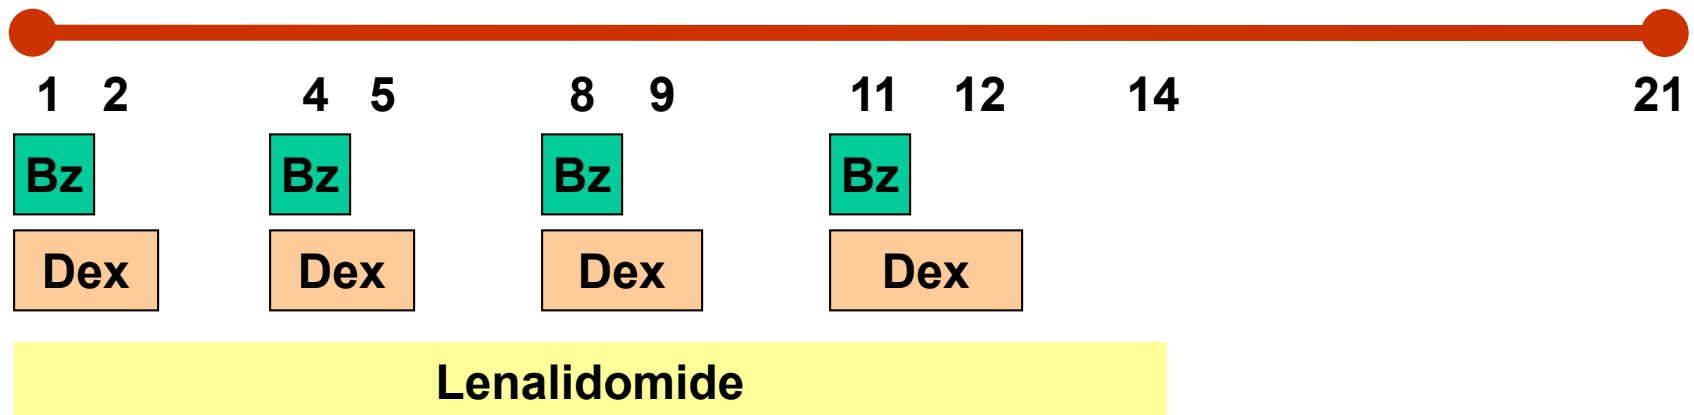 1 2 4 5 8 9 11 12 14 21
Bz Bz Bz Bz
Dex Dex Dex Dex
Lenalidomide